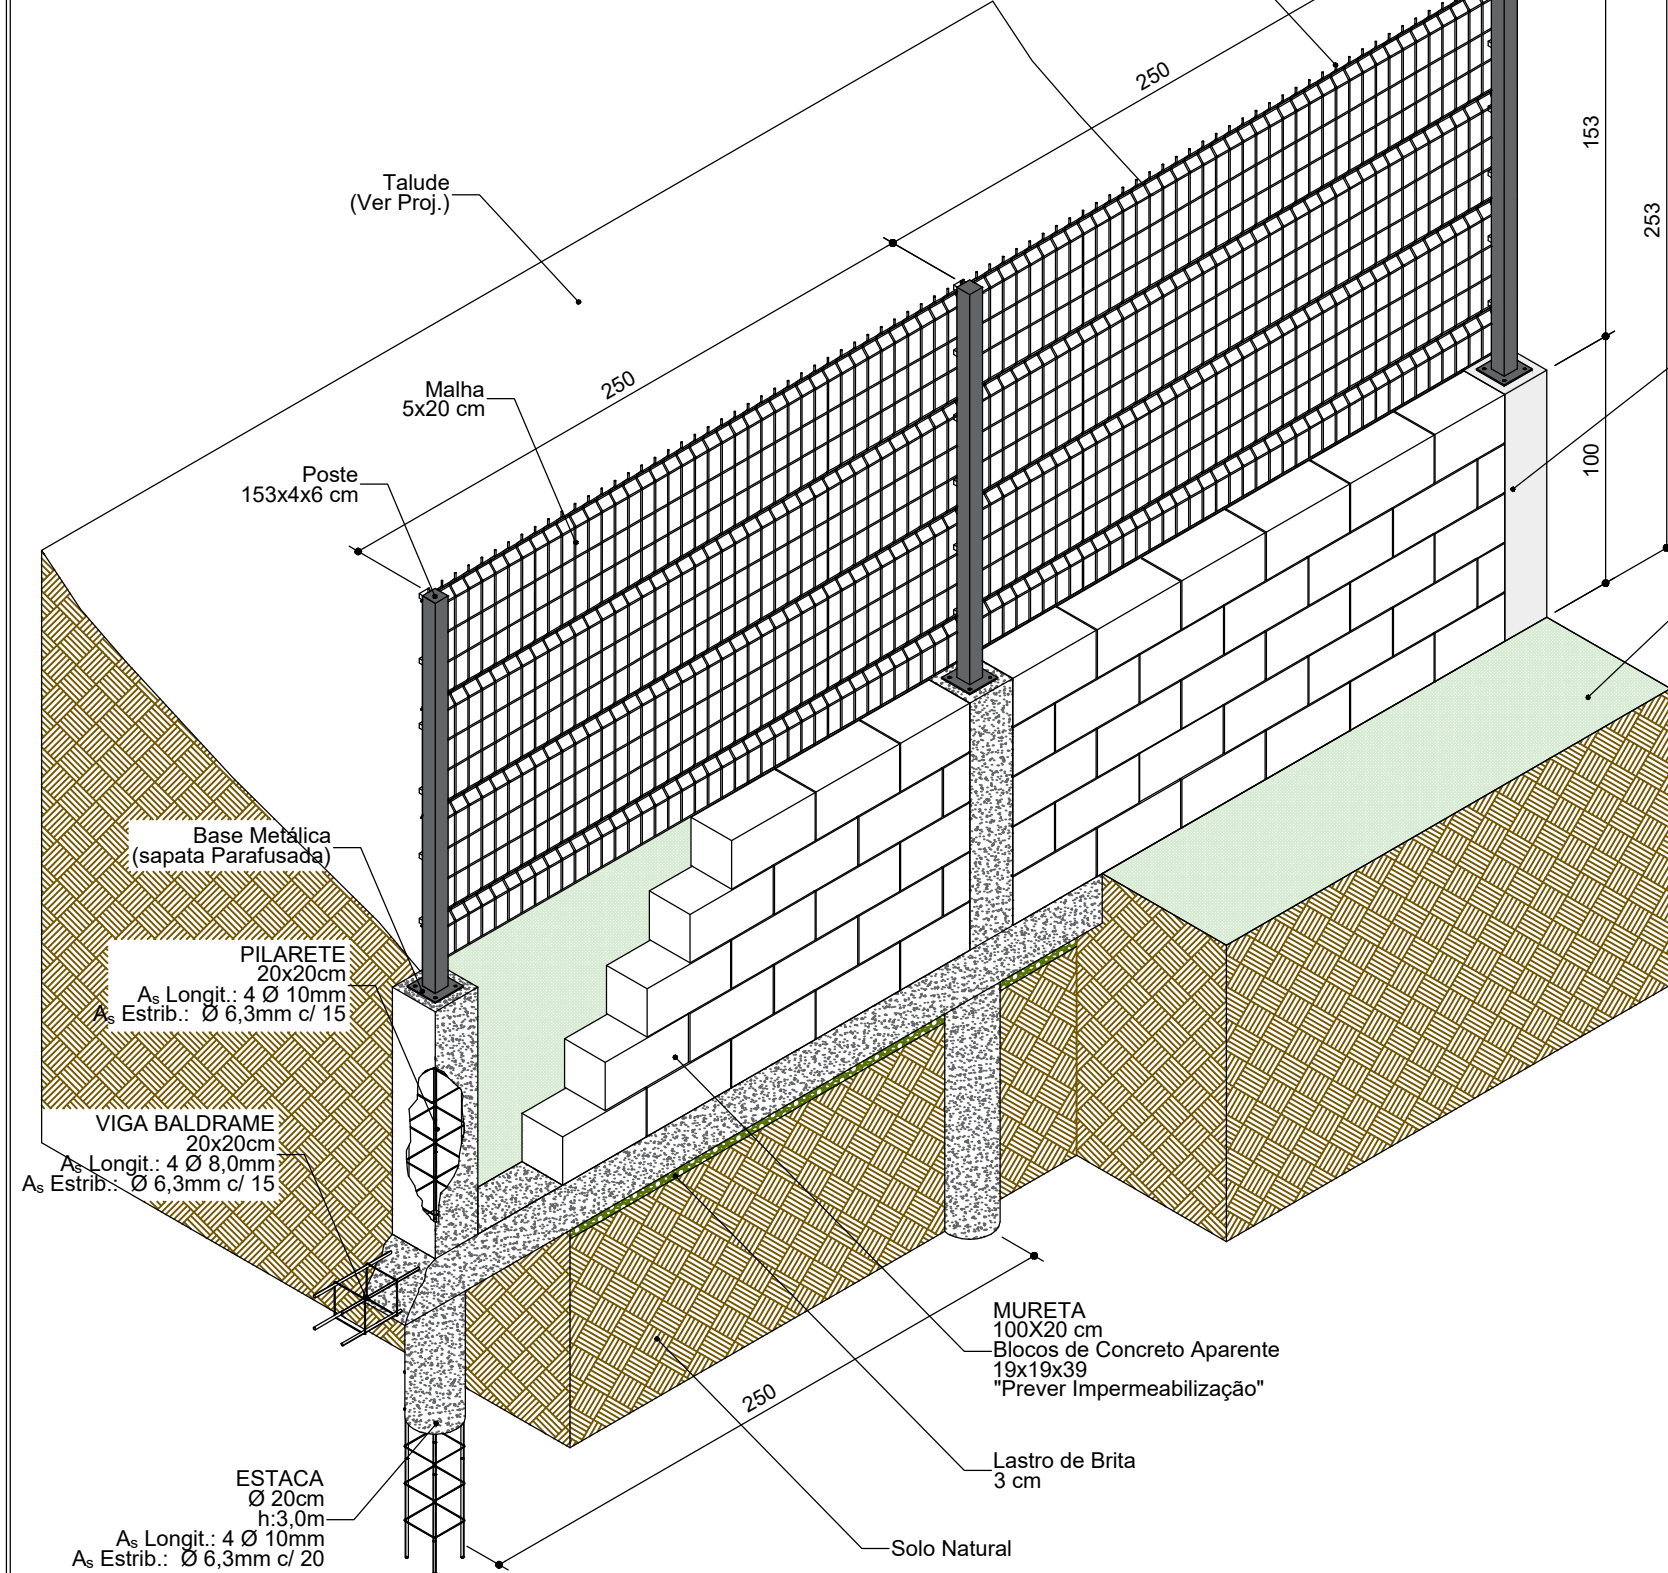 250
153
253
Talude
(Ver Proj.)
250
Malha
5x20 cm
Poste
153x4x6 cm
100
Base Metálica
(sapata Parafusada)
PILARETE
20x20cm
As Longit.: 4 Ø 10mm
As Estrib.: Ø 6,3mm c/ 15
VIGA BALDRAME
20x20cm
As Longit.: 4 Ø 8,0mm
As Estrib.: Ø 6,3mm c/ 15
MURETA
100X20 cm
Blocos de Concreto Aparente
19x19x39
"Prever Impermeabilização"
250
Lastro de Brita
3 cm
ESTACA
Ø 20cm
h:3,0m
As Longit.: 4 Ø 10mm
As Estrib.: Ø 6,3mm c/ 20
Solo Natural